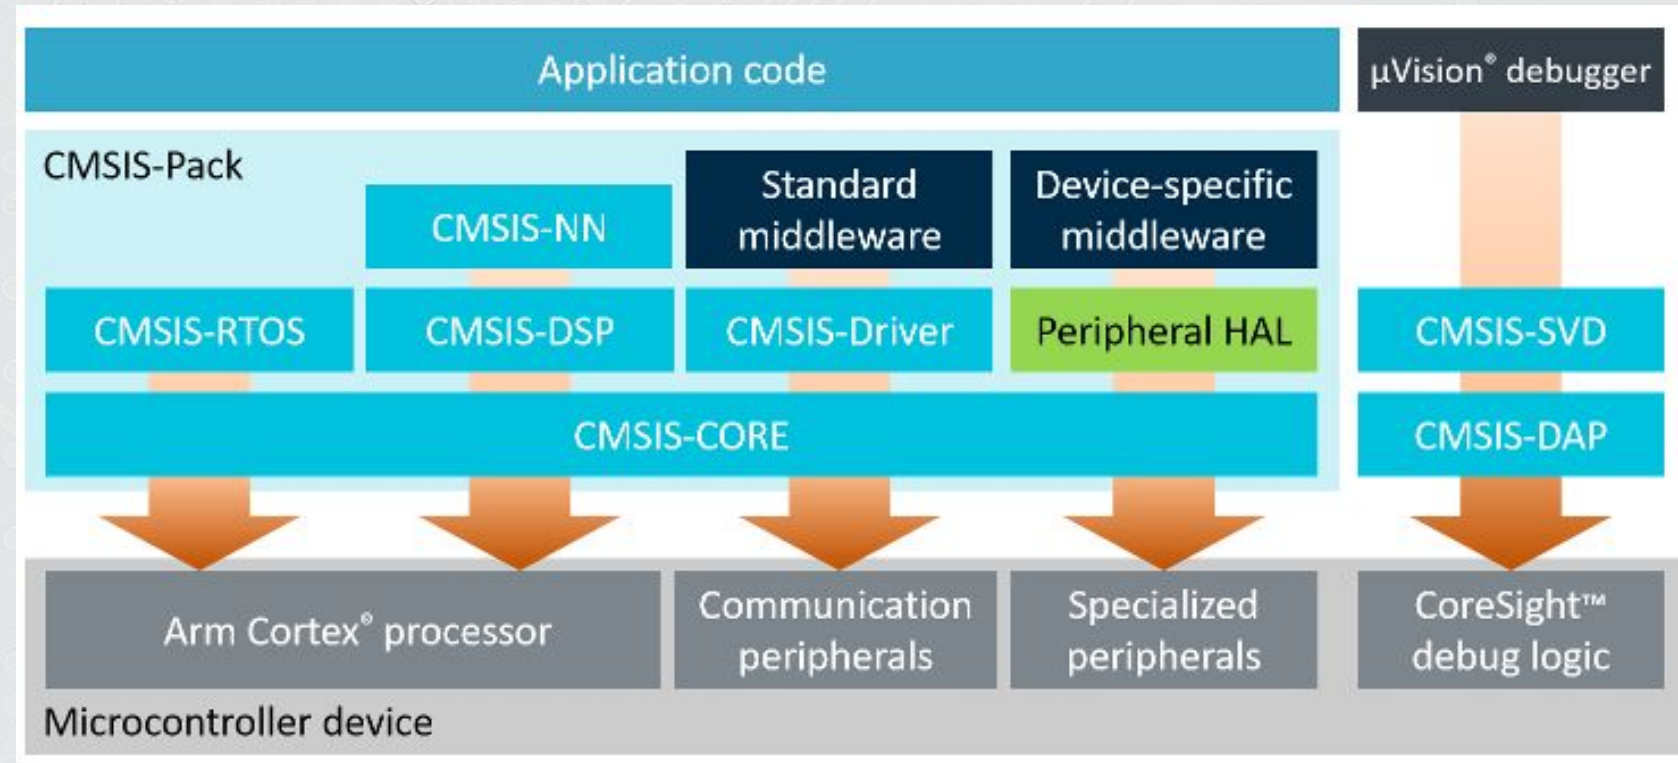 Application code
µVision® debugger
CMSIS-Pack
CMSIS-NN
Standard
middleware
Device-specific
middleware
CMSIS-RTOS
CMSIS-DSP
CMSIS-Driver
Peripheral HAL
CMSIS-SVD
CMSIS-CORE
CMSIS-DAP
Arm Cortex® processor
Communication
peripherals
Specialized
peripherals
CoreSight™
debug logic
Microcontroller device